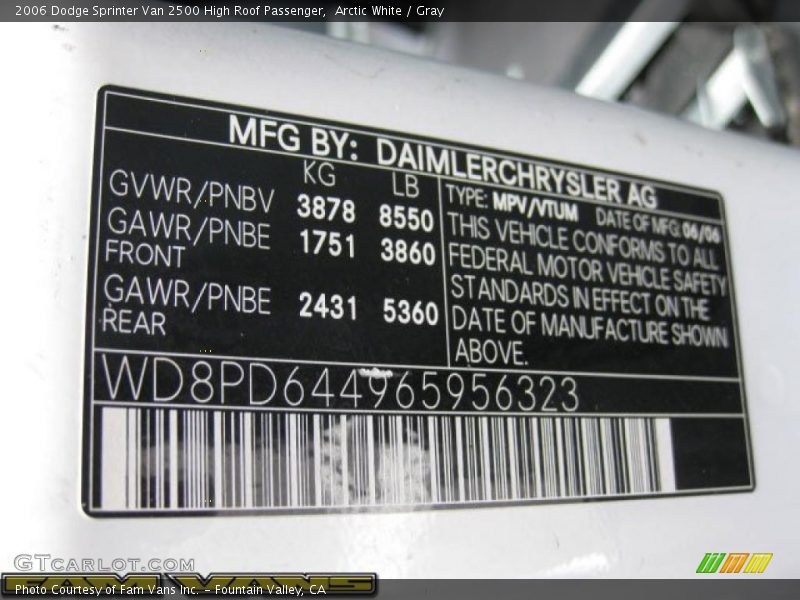 2006 Dodge Sprinter Van 2500 High Roof Passenger, Arctic White / Gray
MFG BY: DAIMLERCHRYSLER AG
KG LB
GVWR/PNBV 3878 8550
GAWR/PNBE 1751 3860
FRONT
GAWR/PNBE 2431 5360
REAR
TYPE: MPV/VTUM DATE OF MFG: 06/06
THIS VEHICLE CONFORMS TO ALL
FEDERAL MOTOR VEHICLE SAFETY
STANDARDS IN EFFECT ON THE
DATE OF MANUFACTURE SHOWN
ABOVE.
WD8PD644965956323
GTCARLOT.COM
FAM VANS
Photo Courtesy of Fam Vans Inc. - Fountain Valley, CA